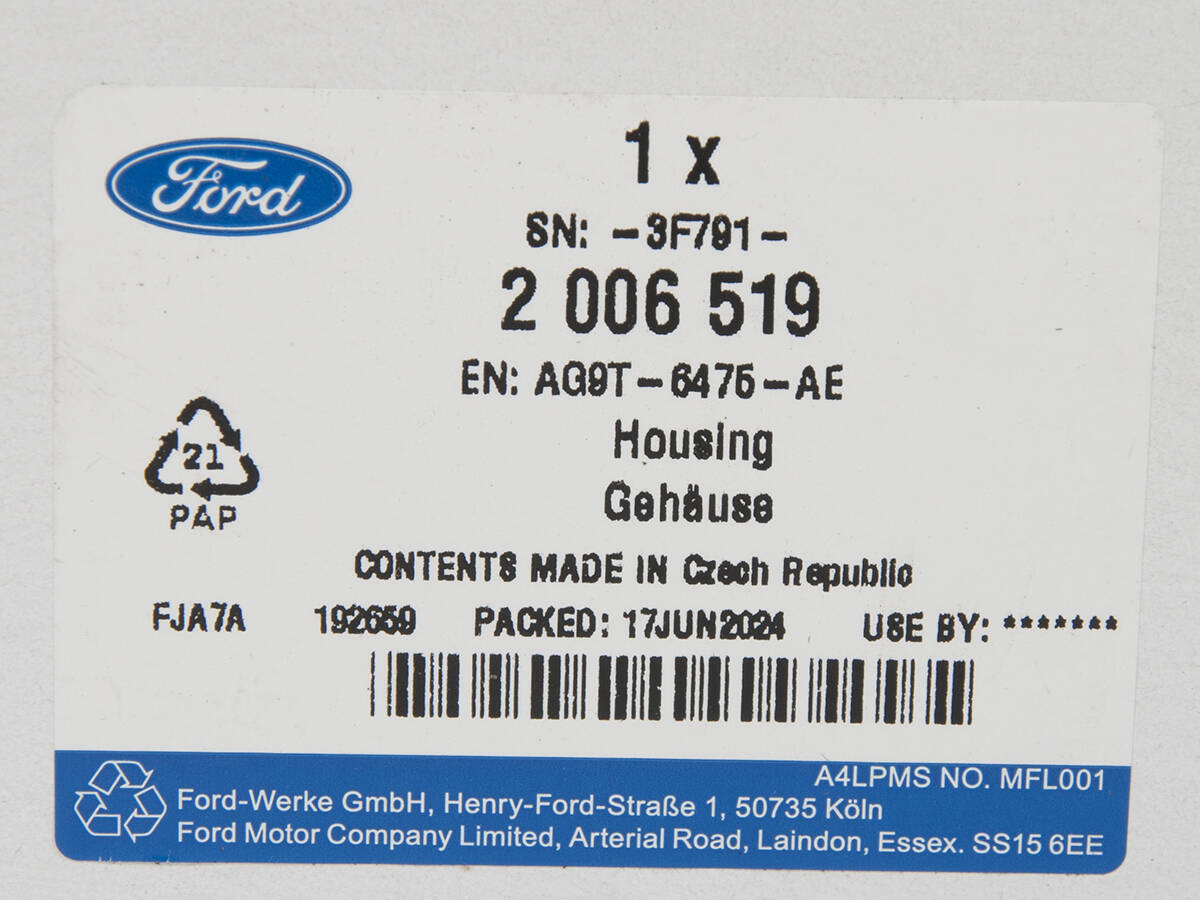 Ford
1 x
SN: -3F791-
2 006 519
EN: AG9T-6475-AE
Housing
Gehäuse
21
PAP
CONTENTS MADE IN Czech Republic
FJA7A 192659 PACKED: 17JUN2024 USE BY: *******
A4LPMS NO. MFL001
Ford-Werke GmbH, Henry-Ford-Straße 1, 50735 Köln
Ford Motor Company Limited, Arterial Road, Laindon, Essex. SS15 6EE